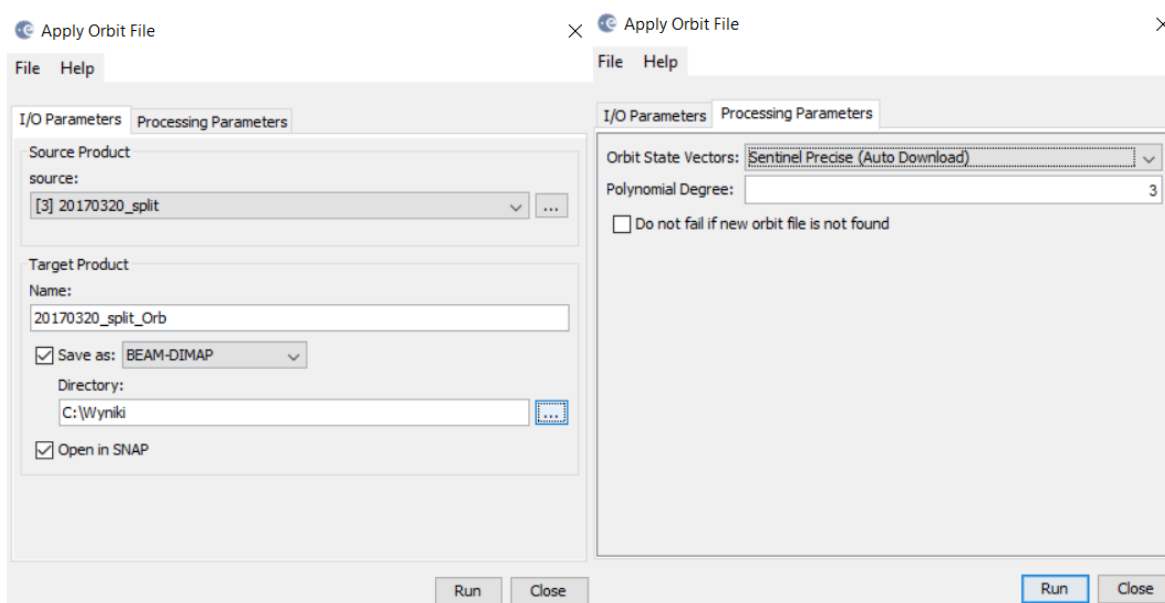 Apply Orbit File
File Help
I/O Parameters Processing Parameters
Source Product
source:
[3] 20170320_split
...
Target Product
Name:
20170320_split_Orb
Save as: BEAM-DIMAP
Directory:
C:\Wyniki
...
Open in SNAP
Run Close
Apply Orbit File
File Help
I/O Parameters Processing Parameters
Orbit State Vectors: Sentinel Precise (Auto Download)
Polynomial Degree: 3
Do not fail if new orbit file is not found
Run Close